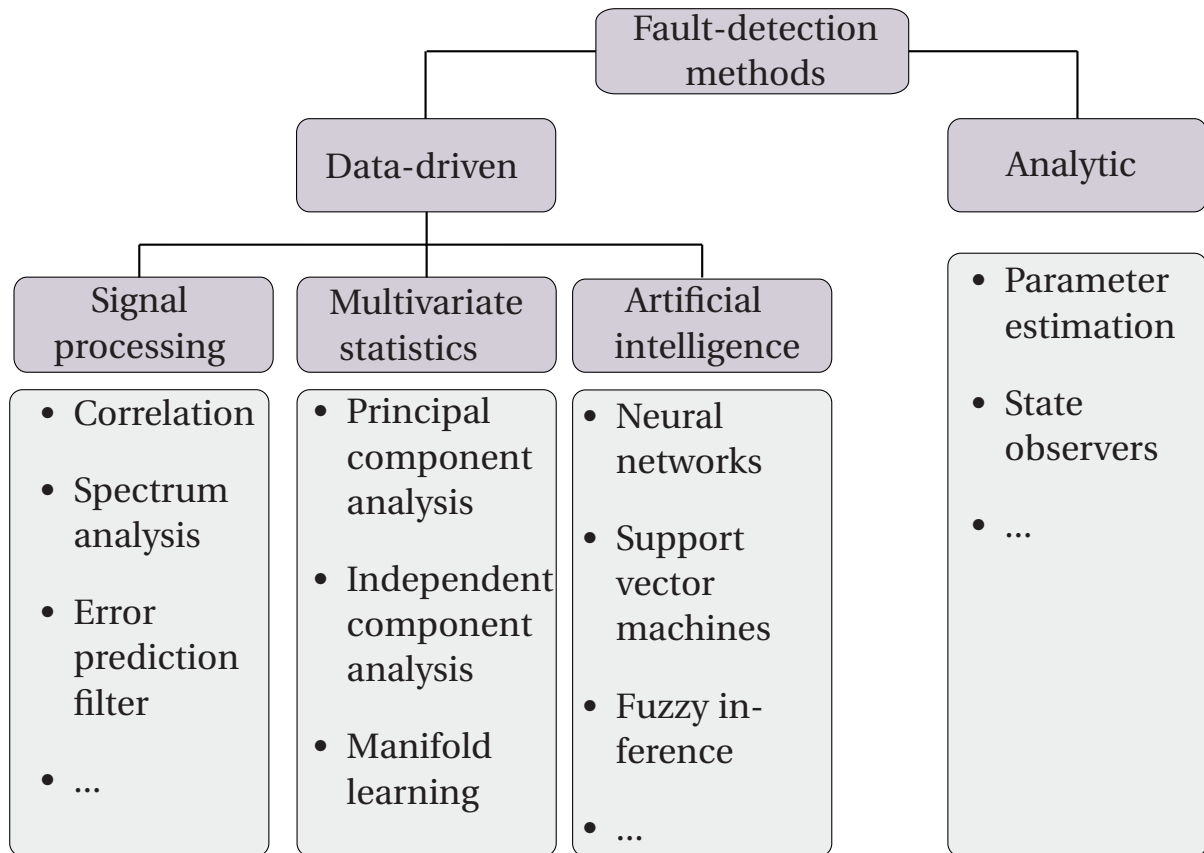 Fault-detection
methods
Data-driven
Analytic
Signal
processing
Multivariate
statistics
Artificial
intelligence
• Correlation
• Spectrum
analysis
• Error
prediction
filter
• ...
• Principal
component
analysis
• Independent
component
analysis
• Manifold
learning
• Neural
networks
• Support
vector
machines
• Fuzzy in-
ference
• ...
• Parameter
estimation
• State
observers
• ...